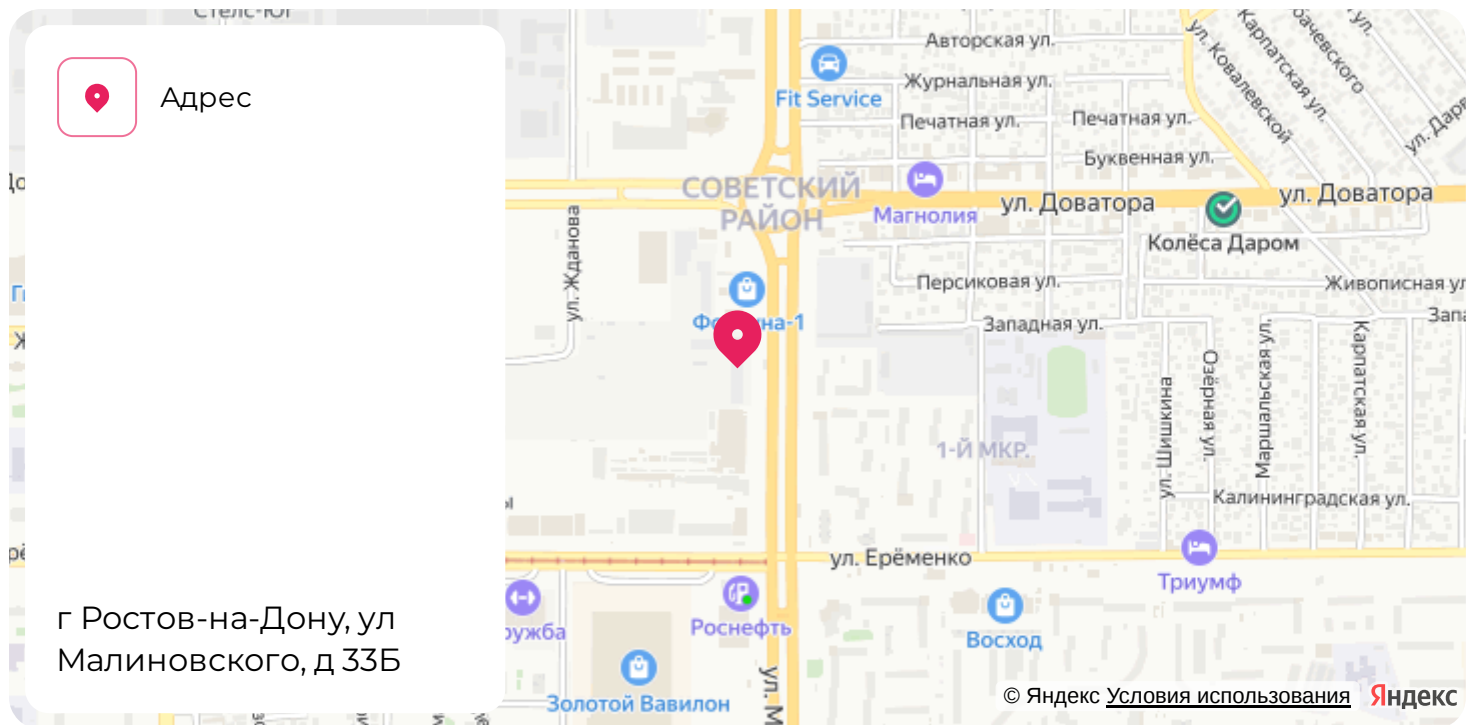 Адрес
г Ростов-на-Дону, ул
Малиновского, д 33Б
Авторская ул.
Fit Service
Журнальная ул.
Печатная ул.
Печатная ул.
Буквенная ул.
ул. Ковалевской
Карпатская ул.
СОВЕТСКИЙ
РАЙОН
Магнолия
ул. Доватора
ул. Доватора
Колёса Даром
ул. Жданова
Персиковая ул.
Живописная ул
Западная ул.
1-Й МКР.
ул. Шишкина
Озёрная ул.
Маршальская ул.
Карпатская ул.
Калининградская ул.
ул. Ерёменко
Триумф
Роснефть
Восход
Золотой Вавилон
© Яндекс Условия использования
Яндекс